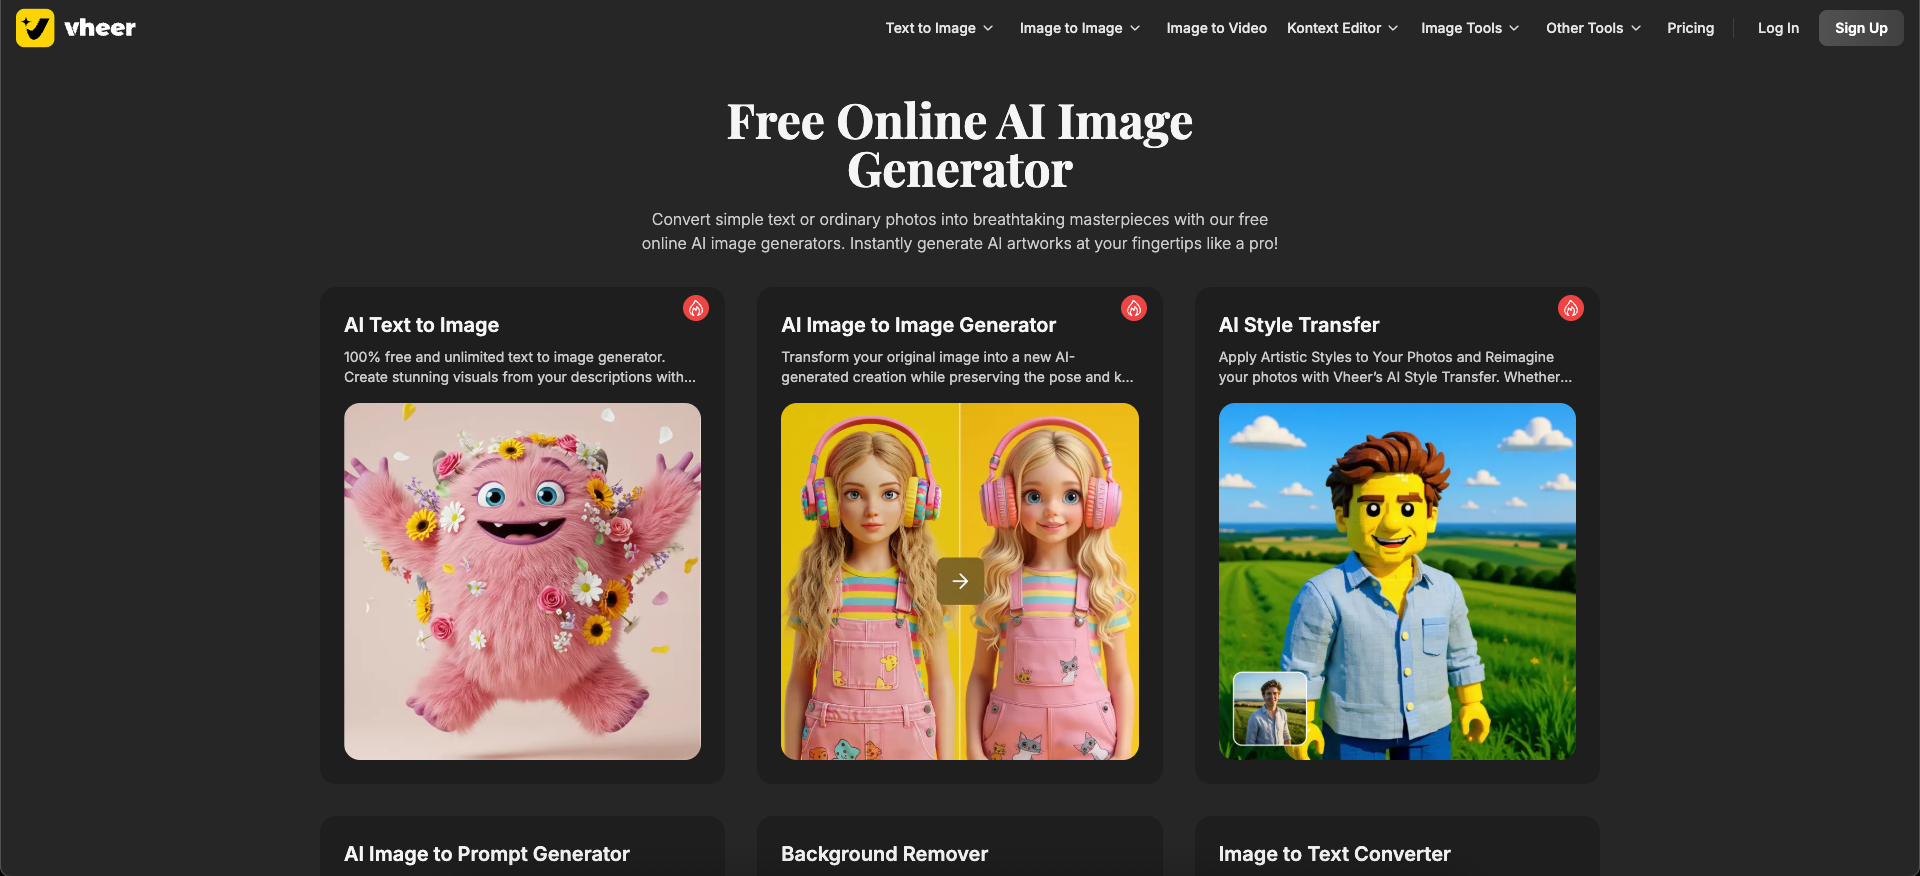 vheer
Text to Image
Image to Image
Image to Video
Kontext Editor
Image Tools
Other Tools
Pricing
Log In
Sign Up
Free Online AI Image
Generator
Convert simple text or ordinary photos into breathtaking masterpieces with our free
online AI image generators. Instantly generate AI artworks at your fingertips like a pro!
AI Text to Image
100% free and unlimited text to image generator.
Create stunning visuals from your descriptions with...
AI Image to Image Generator
Transform your original image into a new AI-
generated creation while preserving the pose and k...
AI Style Transfer
Apply Artistic Styles to Your Photos and Reimagine
your photos with Vheer’s AI Style Transfer. Whether...
AI Image to Prompt Generator
Background Remover
Image to Text Converter